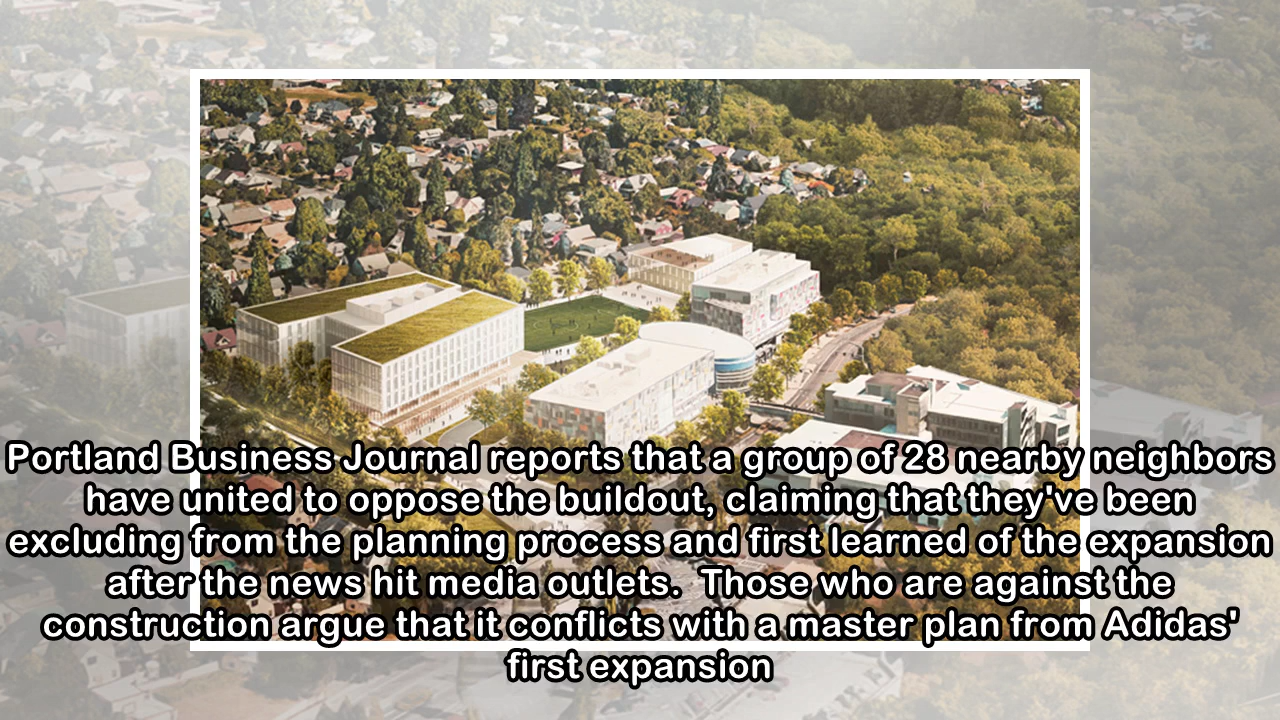 Portland Business Journal reports that a group of 28 nearby neighbors
have united to oppose the buildout, claiming that they've been
excluding from the planning process and first learned of the expansion
after the news hit media outlets.  Those who are against the
construction argue that it conflicts with a master plan from Adidas'
first expansion